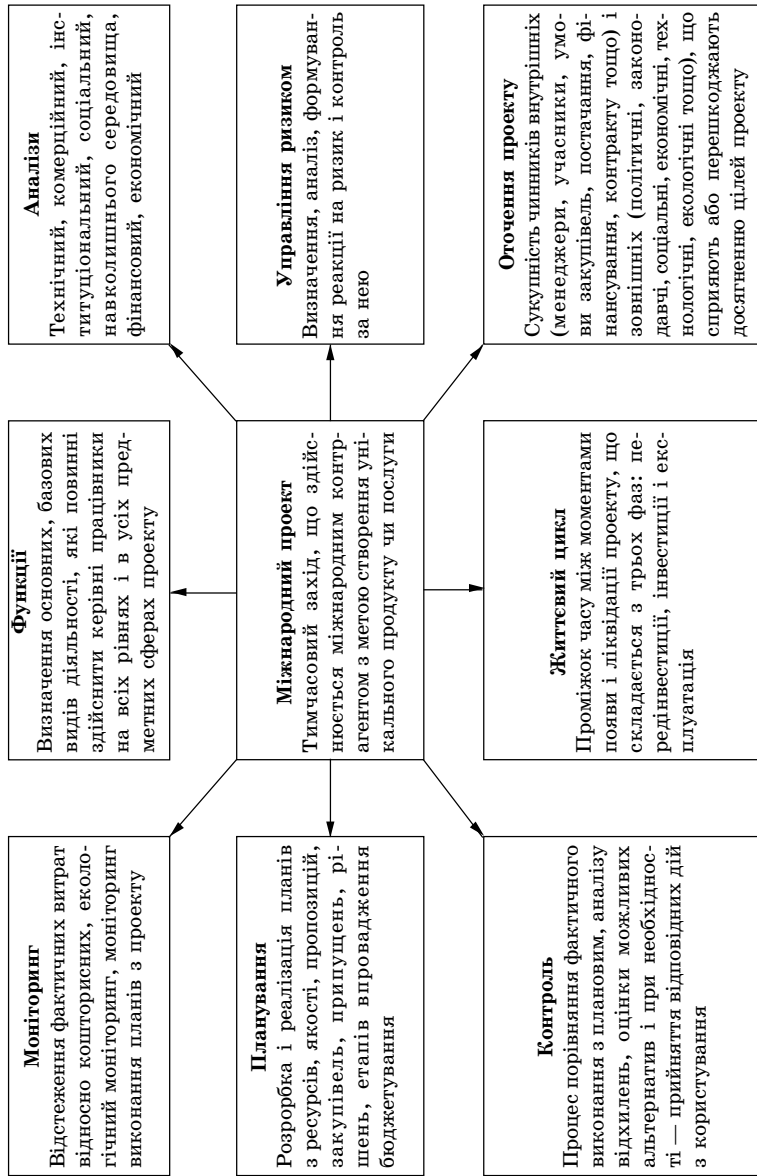 Моніторинг
Відстеження фактичних витрат
відносно кошторисних, еколо-
гічний моніторинг, моніторинг
виконання планів з проекту
Функції
Визначення основних, базових
видів діяльності, які повинні
здійснити керівні працівники
на всіх рівнях і в усіх пред-
метних сферах проекту
Аналізи
Технічний, комерційний, інс-
титуціональний, соціальний,
навколишнього середовища,
фінансовий, економічний
Планування
Розрорбка і реалізація планів
з ресурсів, якості, пропозицій,
закупівель, припущень, рі-
шень, етапів впровадження
бюджетування
Міжнародний проект
Тимчасовий захід, що здійс-
нюється міжнародним контр-
агентом з метою створення уні-
кального продукту чи послуги
Управління ризиком
Визначення, аналіз, формуван-
ня реакції на ризик і контроль
за нею
Контроль
Процес порівняння фактичного
виконання з плановим, аналізу
відхилень, оцінки можливих
альтернатив і при необхіднос-
ті — прийняття відповідних дій
з користування
Життєвий цикл
Проміжок часу між моментами
появи і ліквідації проекту, що
складається з трьох фаз: пе-
редінвестиції, інвестиції і екс-
плуатація
Оточення проекту
Сукупність чинників внутрішніх
(менеджери, учасники, умо-
ви закупівель, постачання, фі-
нансування, контракту тощо) і
зовнішніх (політичні, законо-
давчі, соціальні, економічні, тех-
нологічні, екологічні тощо), що
сприяють або перешкоджають
досягненню цілей проекту